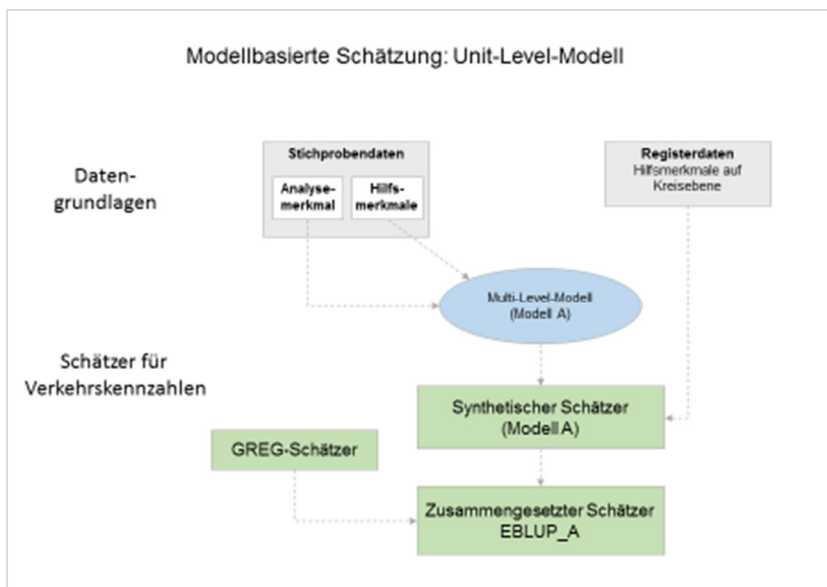 Modellbasierte Schätzung: Unit-Level-Modell
Daten-
grundlagen
Stichprobendaten
Analyse-
merkmal
Hilfs-
merkmale
Registerdaten
Hilfsmerkmale auf
Kreisebene
Multi-Level-Modell
(Modell A)
Schätzer für
Verkehrskennzahlen
Synthetischer Schätzer
(Modell A)
GREG-Schätzer
Zusammengesetzter Schätzer
EBLUP_A